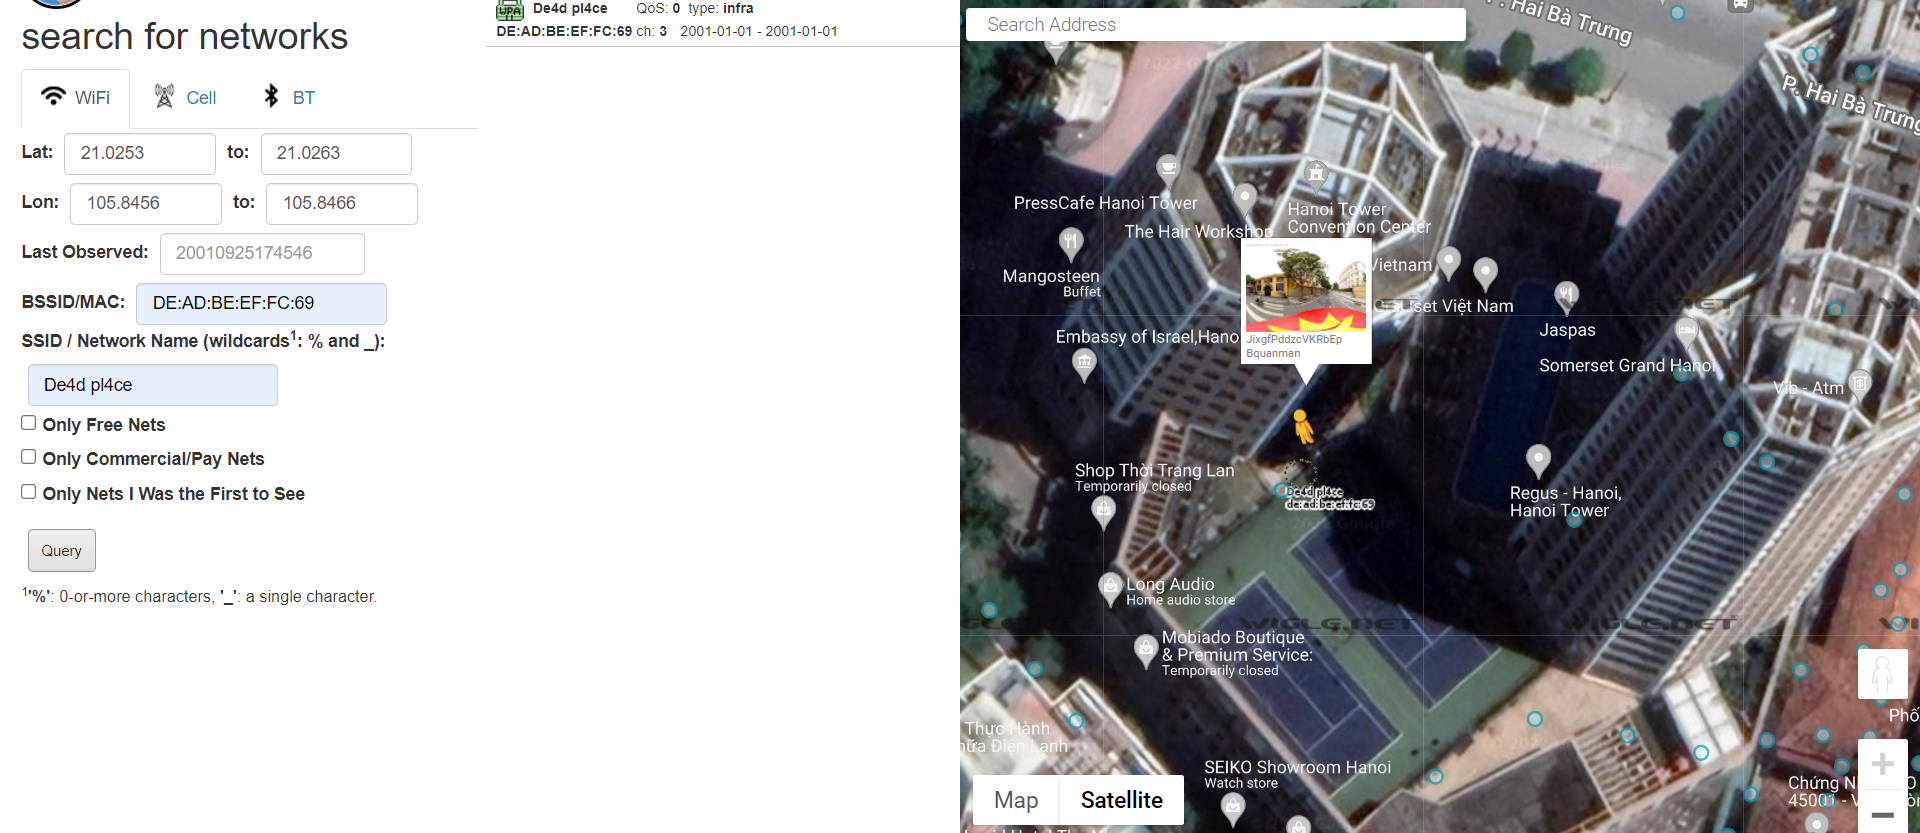 search for networks
WiFi
Cell
BT
Lat: 21.0253 to: 21.0263
Lon: 105.8456 to: 105.8466
Last Observed: 20010925174546
BSSID/MAC: DE:AD:BE:EF:FC:69
SSID / Network Name (wildcards¹: % and _):
De4d pl4ce
Only Free Nets
Only Commercial/Pay Nets
Only Nets I Was the First to See
Query
¹'%': 0-or-more characters, '_': a single character.
WPA De4d pl4ce QoS: 0 type: infra
DE:AD:BE:EF:FC:69 ch: 3 2001-01-01 - 2001-01-01
Search Address
P. Hai Bà Trưng
P. Hai Bà Trưng
PressCafe Hanoi Tower
Hanoi Tower
Convention Center
The Hair Workshop
Mangosteen
Buffet
Vietnam
set Việt Nam
Embassy of Israel,Hano
JixgfPddzcVKRbEp
Bquanman
Jaspas
Somerset Grand Hanoi
Vib - Atm
Shop Thời Trang Lan
Temporarily closed
De4d pl4ce
de:ad:be:ef:fc:69
Regus - Hanoi,
Hanoi Tower
Long Audio
Home audio store
WIGLE.NET
WIGLE.NET
Mobiado Boutique
& Premium Service:
Temporarily closed
Thực Hành
hữa Điện Lanh
Phố
SEIKO Showroom Hanoi
Watch store
Chứng
45001
Map
Satellite